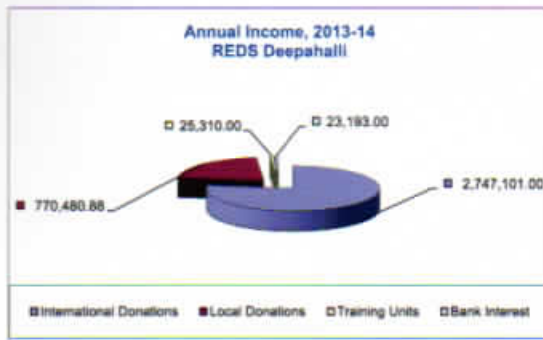 Annual Income, 2013-14
REDS Deepahalli
25,310.00
23,193.00
2,747,101.00
770,480.88
International Donations Local Donations Training Units Bank Interest